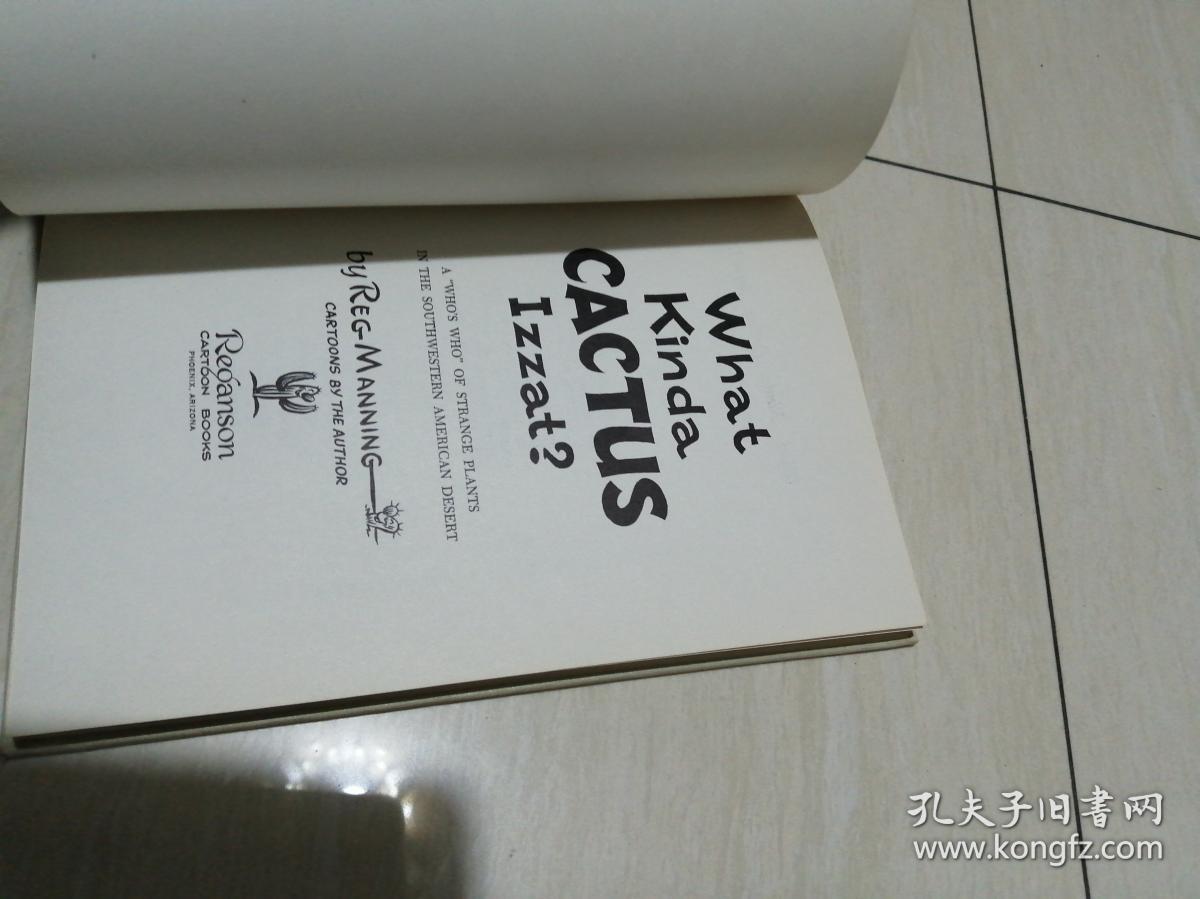 What
Kinda
CACTUS
Izzat?
A "WHO'S WHO" OF STRANGE PLANTS
IN THE SOUTHWESTERN AMERICAN DESERT
by REG-MANNING
CARTOONS BY THE AUTHOR
Reganson
CARTOON BOOKS
PHOENIX, ARIZONA
孔夫子旧書网
www.kongfz.com